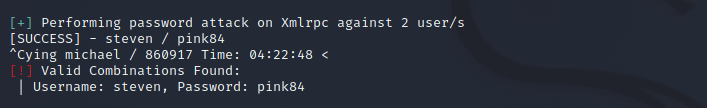 [+] Performing password attack on Xmlrpc against 2 user/s
[SUCCESS] - steven / pink84
^Cying michael / 860917 Time: 04:22:48 <
[!] Valid Combinations Found:
| Username: steven, Password: pink84